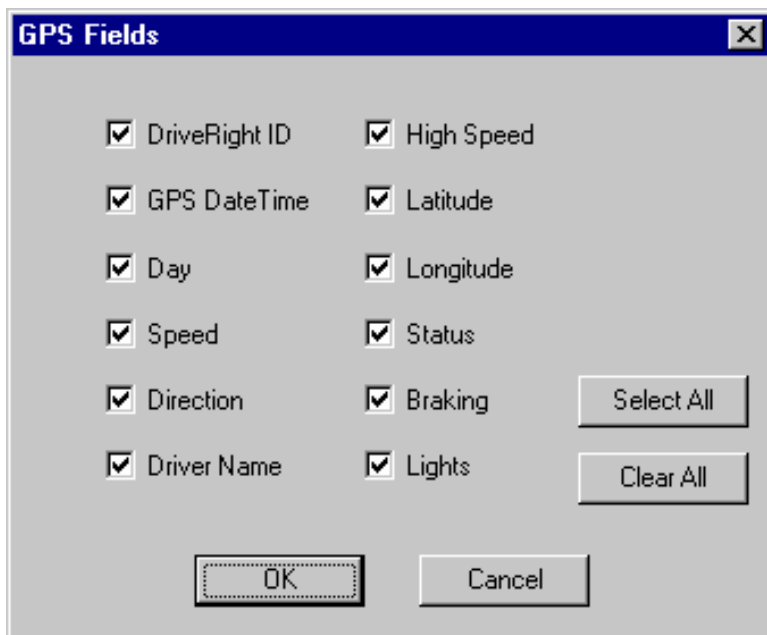 GPS Fields
DriveRight ID
High Speed
GPS DateTime
Latitude
Day
Longitude
Speed
Status
Direction
Braking
Select All
Driver Name
Lights
Clear All
OK
Cancel